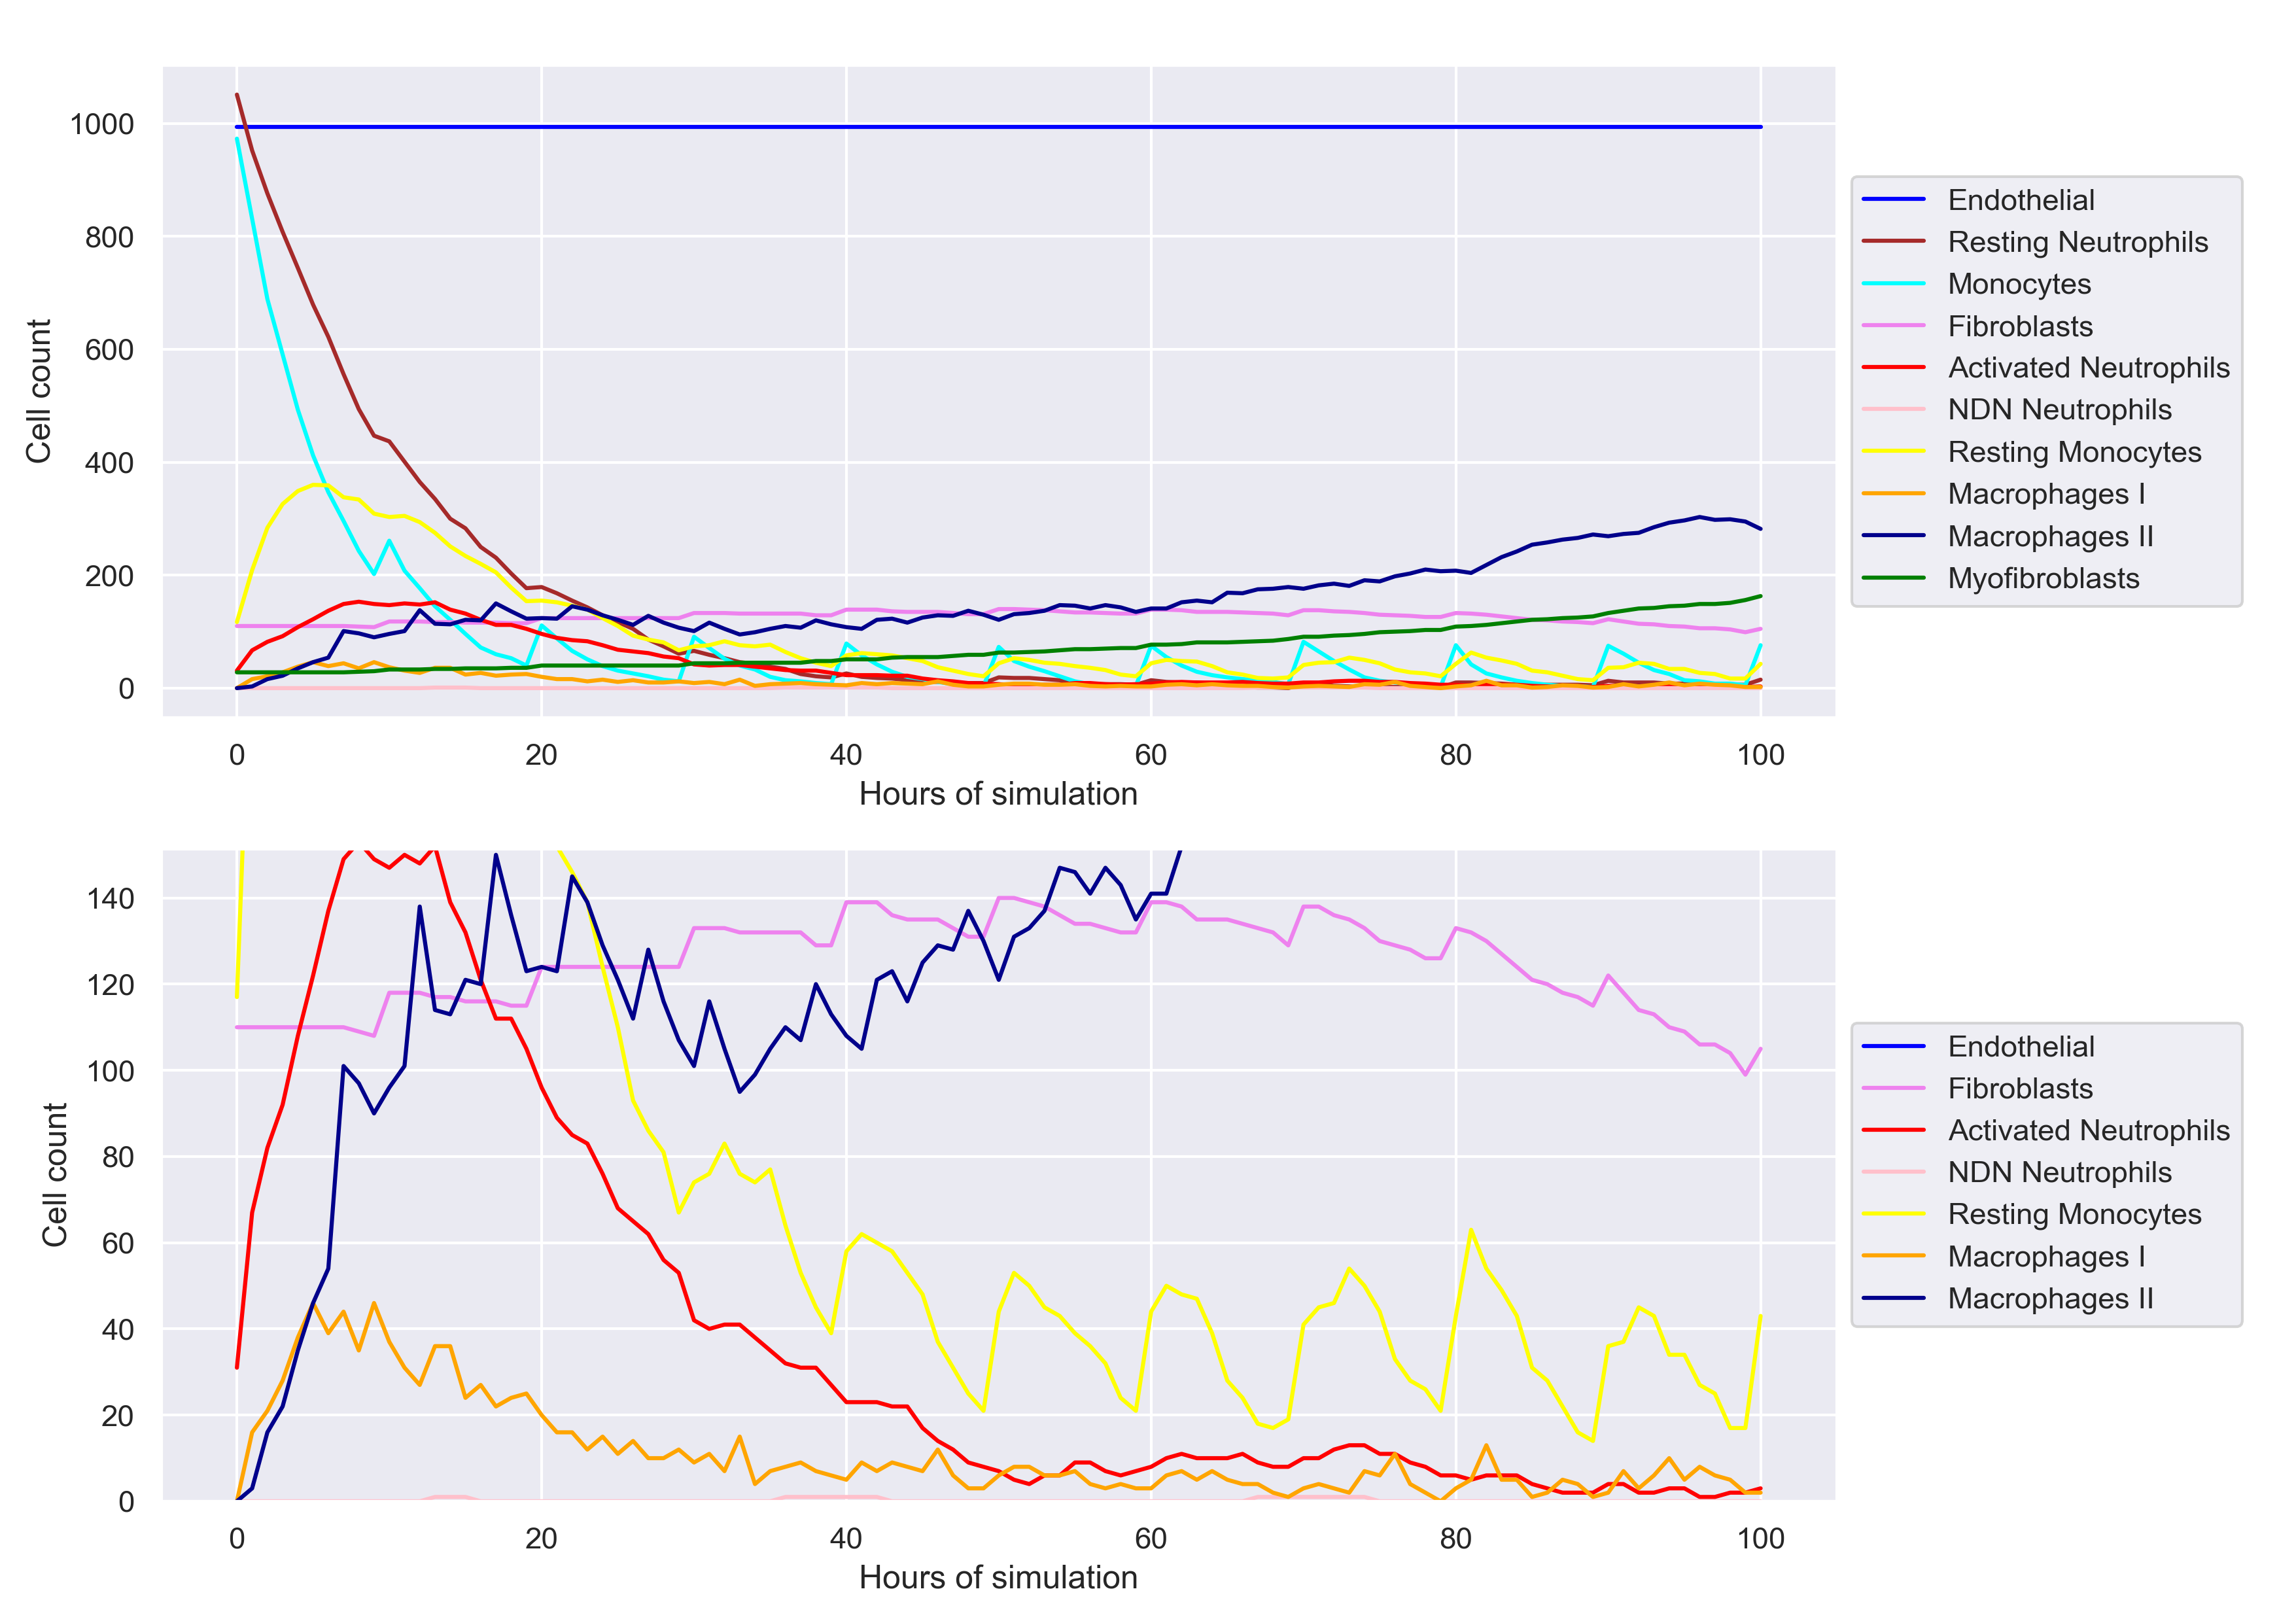 1000
800
600
400
200
0
Cell count
0 20 40 60 80 100
Hours of simulation
Endothelial
Resting Neutrophils
Monocytes
Fibroblasts
Activated Neutrophils
NDN Neutrophils
Resting Monocytes
Macrophages I
Macrophages II
Myofibroblasts
140
120
100
80
60
40
20
0
Cell count
0 20 40 60 80 100
Hours of simulation
Endothelial
Fibroblasts
Activated Neutrophils
NDN Neutrophils
Resting Monocytes
Macrophages I
Macrophages II